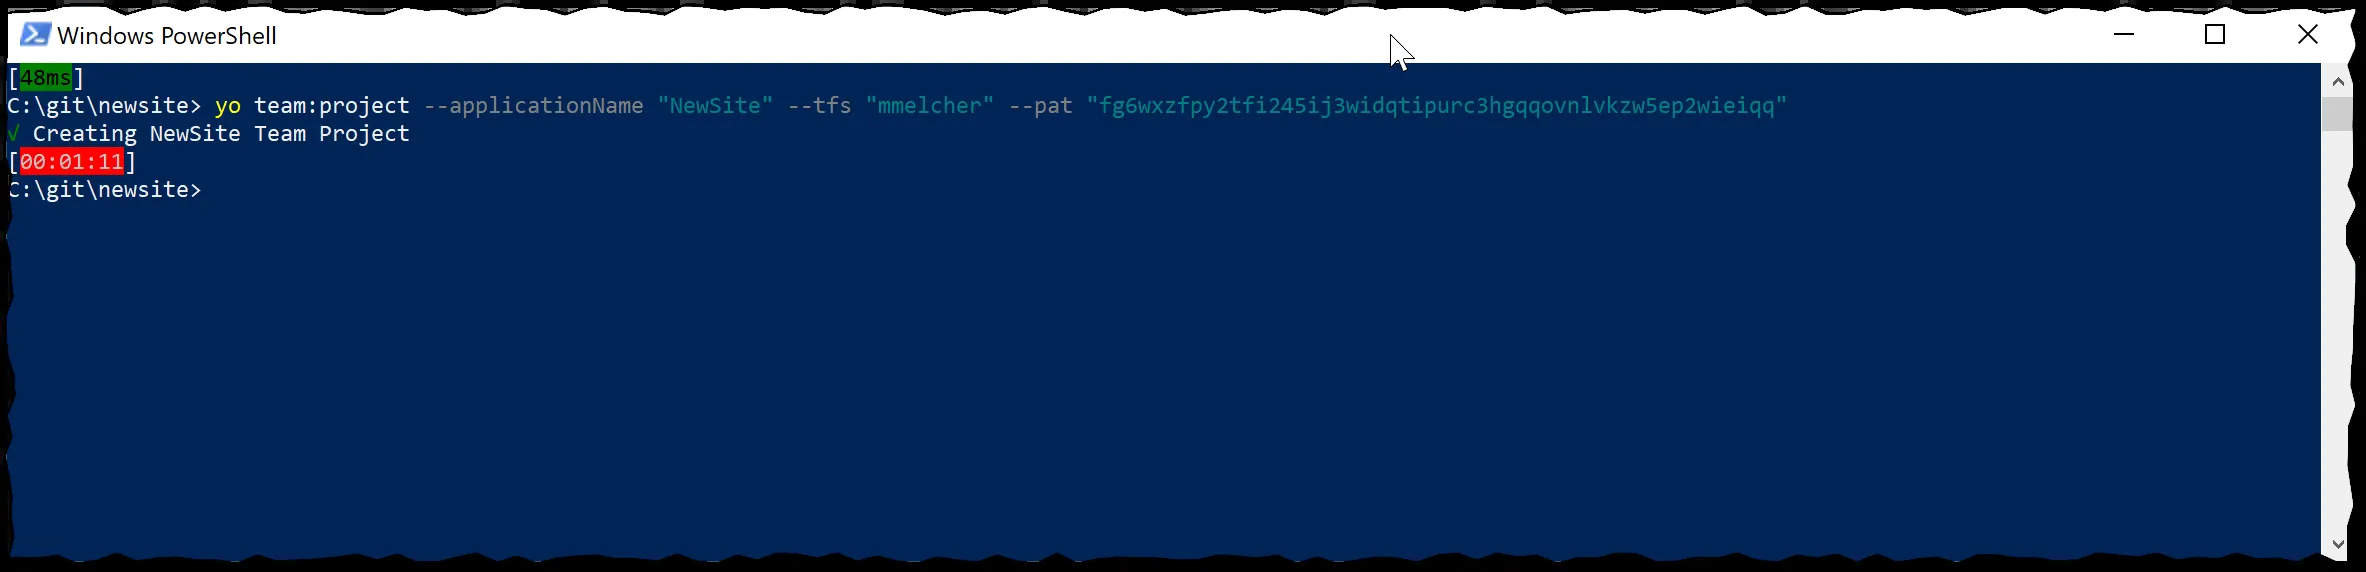 Windows PowerShell
[48ms]
C:\git\newsite> yo team:project --applicationName "NewSite" --tfs "mmelcher" --pat "fg6wxzfpy2tfi245ij3widqtipurc3hgqqovnlvkzw5ep2wieiqq"
√ Creating NewSite Team Project
[00:01:11]
C:\git\newsite>